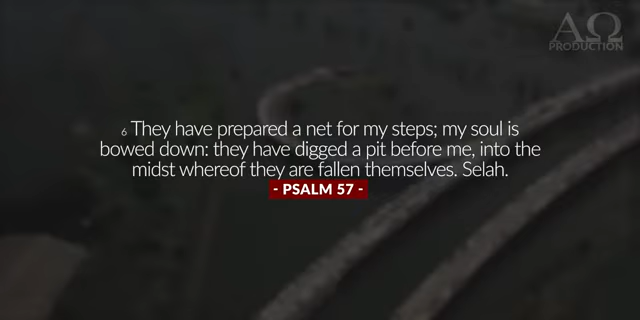 ΑΩ
PRODUCTION
6 They have prepared a net for my steps; my soul is
bowed down: they have digged a pit before me, into the
midst whereof they are fallen themselves. Selah.
- PSALM 57 -